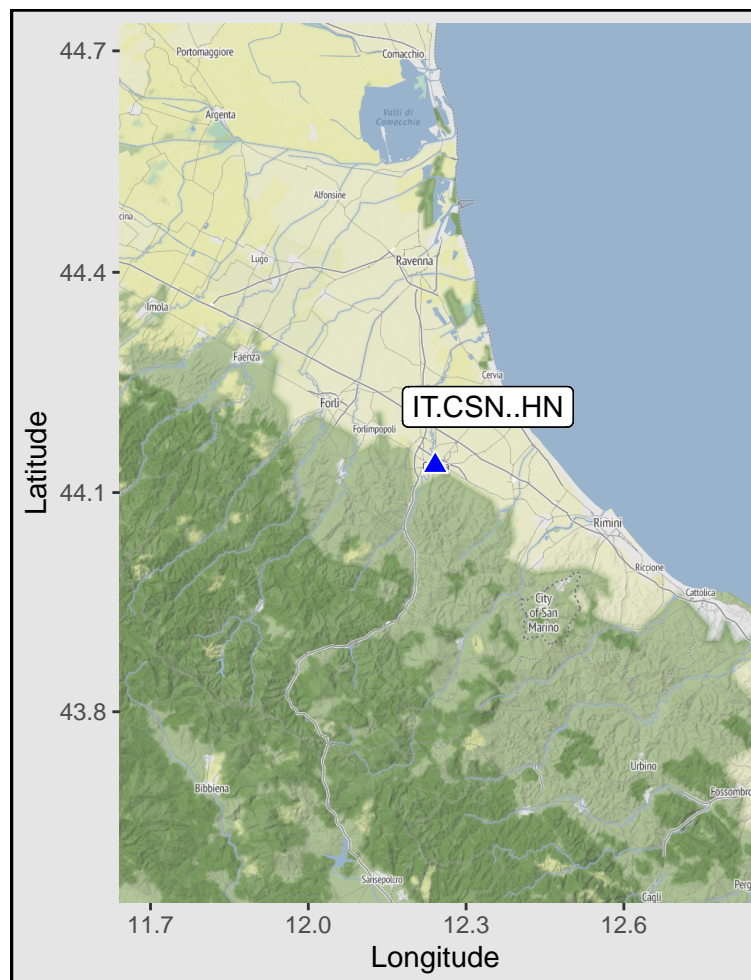 44.7
Portomaggiore
Comacchio
Valli di
Comacchio
Argenta
Alfonsine
Lugo
Ravenna
44.4
Imola
Faenza
Cervia
Forlì
IT.CSN..HN
Forlimpopoli
Latitude
44.1
Rimini
Riccione
Cattolica
City
of San
Marino
43.8
Urbino
Bibbiena
Fossombro
Sansepolcro
Cagli
Perg
11.7 12.0 12.3 12.6
Longitude